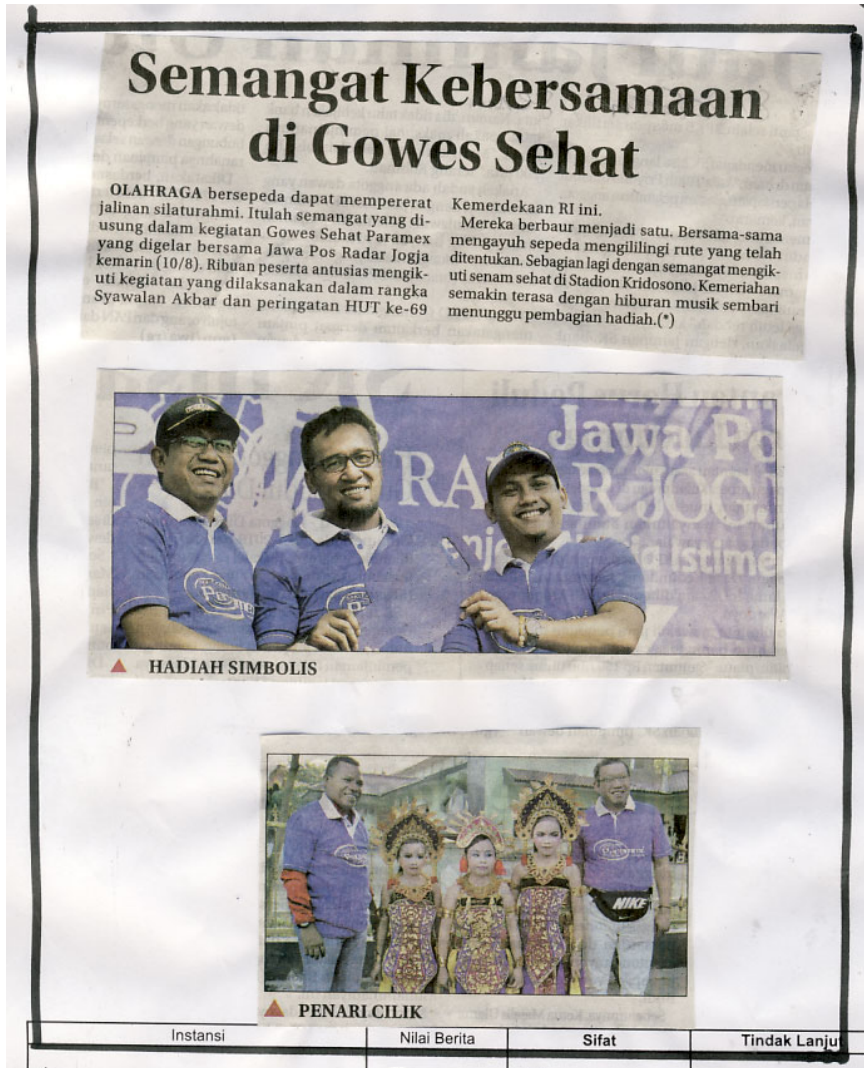 Semangat Kebersamaan
di Gowes Sehat
OLAHRAGA bersepeda dapat mempererat
jalinan silaturahmi. Itulah semangat yang di-
usung dalam kegiatan Gowes Sehat Paramex
yang digelar bersama Jawa Pos Radar Jogja
kemarin (10/8). Ribuan peserta antusias mengik-
uti kegiatan yang dilaksanakan dalam rangka
Syawalan Akbar dan peringatan HUT ke-69
Kemerdekaan RI ini.
Mereka berbaur menjadi satu. Bersama-sama
mengayuh sepeda mengililingi rute yang telah
ditentukan. Sebagian lagi dengan semangat mengik-
uti senam sehat di Stadion Kridosono. Kemeriahan
semakin terasa dengan hiburan musik sembari
menunggu pembagian hadiah.(*)
Jawa Po
RADAR JOGJ
Istime
HADIAH SIMBOLIS
NIKE
PENARI CILIK
Instansi Nilai Berita Sifat Tindak Lanjut